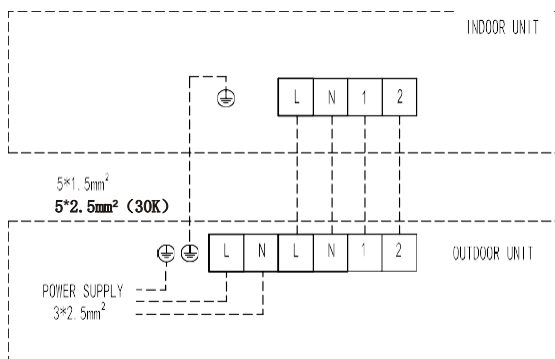 INDOOR UNIT
L N 1 2
5*1.5mm²
5*2.5mm² (30K)
L N L N 1 2
OUTDOOR UNIT
POWER SUPPLY
3*2.5mm²